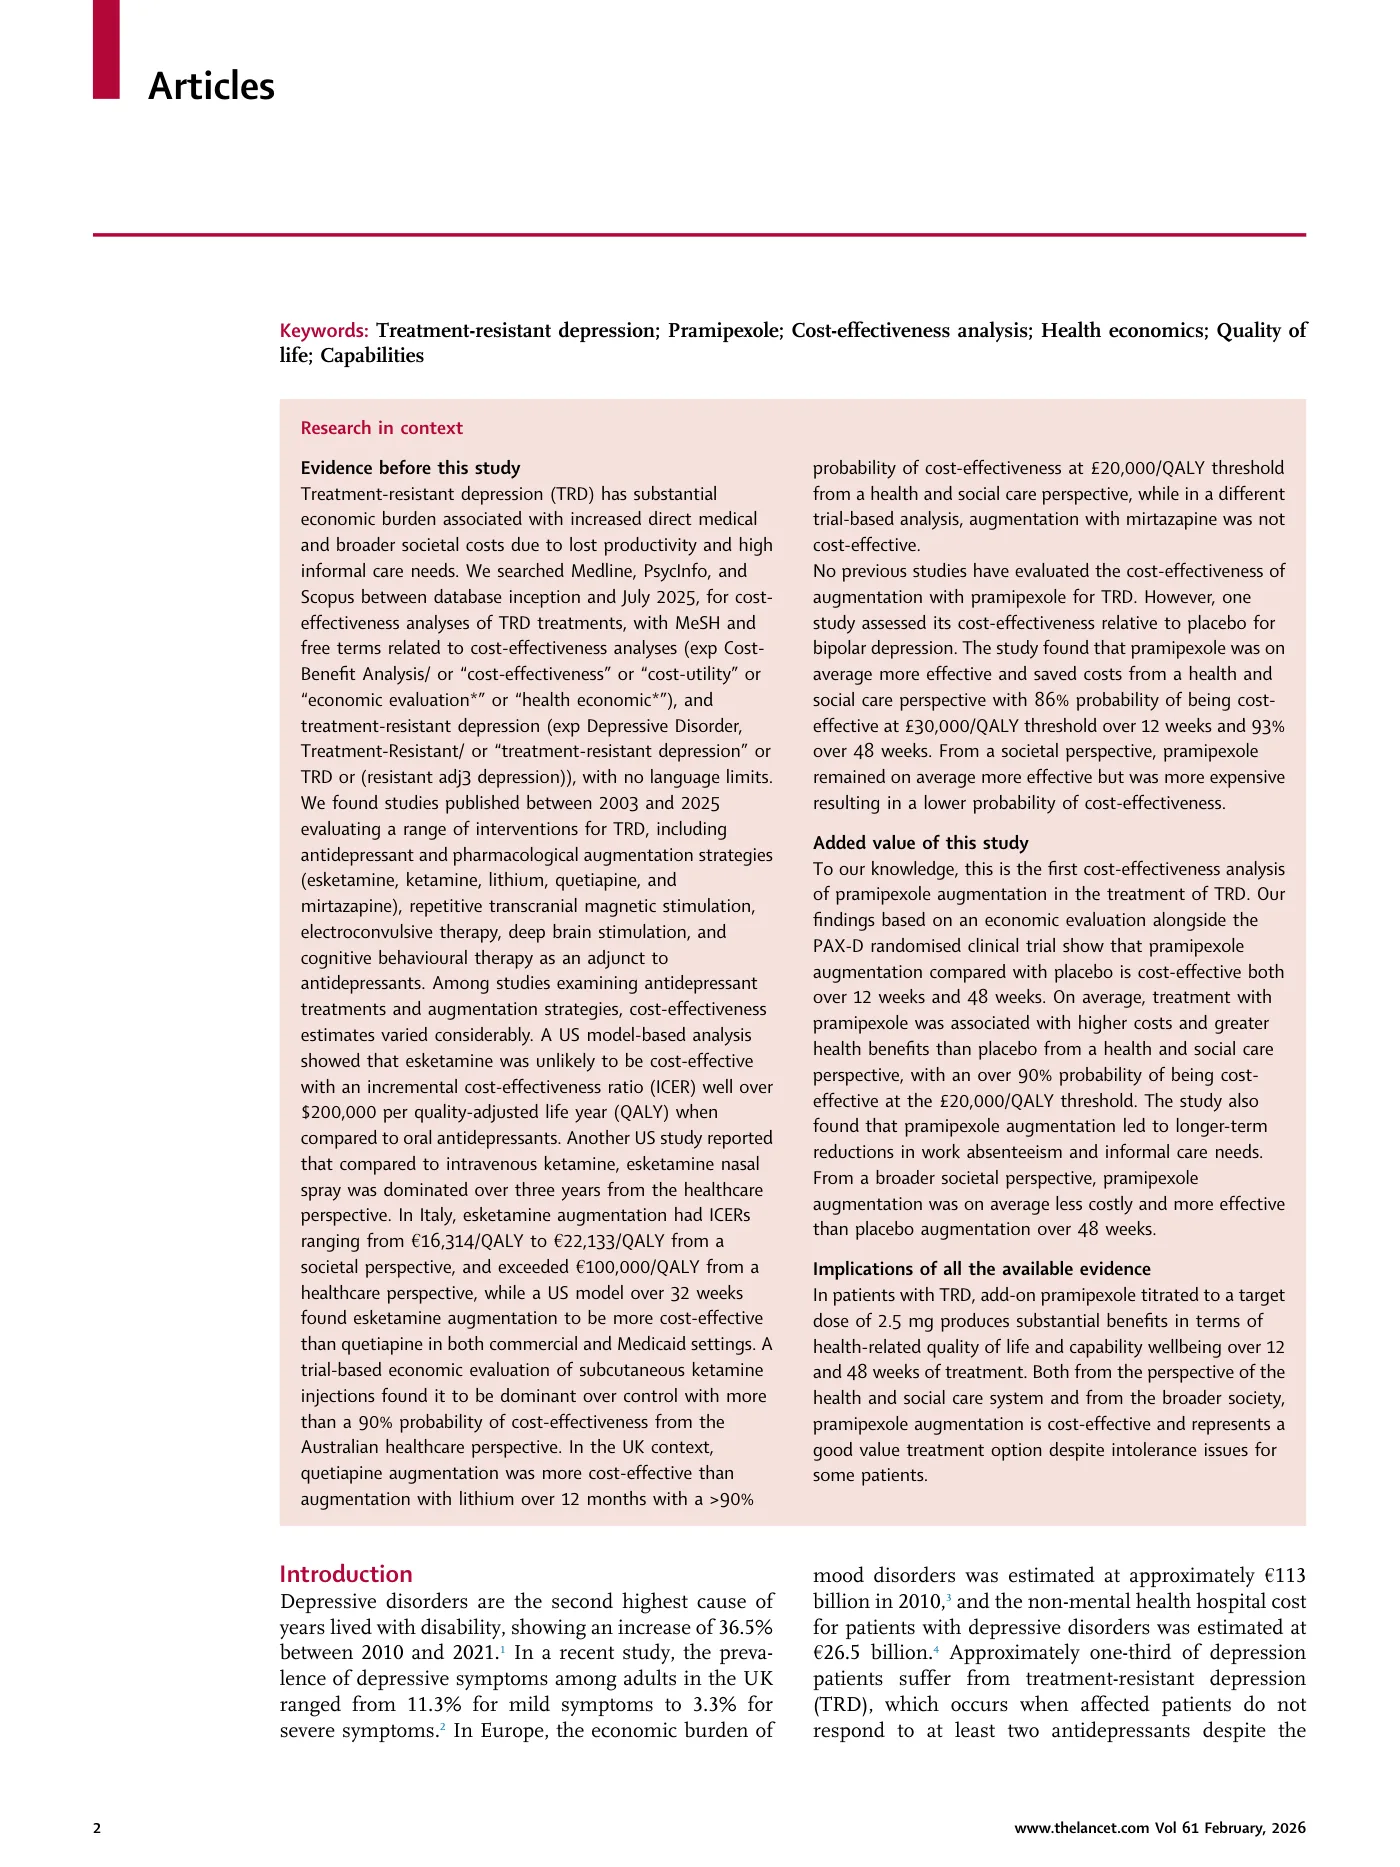 Articles
Keywords: Treatment-resistant depression; Pramipexole; Cost-effectiveness analysis; Health economics; Quality of
life; Capabilities
Research in context
Evidence before this study
Treatment-resistant depression (TRD) has substantial
economic burden associated with increased direct medical
and broader societal costs due to lost productivity and high
informal care needs. We searched Medline, PsycInfo, and
Scopus between database inception and July 2025, for cost-
effectiveness analyses of TRD treatments, with MeSH and
free terms related to cost-effectiveness analyses (exp Cost-
Benefit Analysis/ or “cost-effectiveness” or “cost-utility” or
“economic evaluation*” or “health economic*”), and
treatment-resistant depression (exp Depressive Disorder,
Treatment-Resistant/ or “treatment-resistant depression” or
TRD or (resistant adj3 depression)), with no language limits.
We found studies published between 2003 and 2025
evaluating a range of interventions for TRD, including
antidepressant and pharmacological augmentation strategies
(esketamine, ketamine, lithium, quetiapine, and
mirtazapine), repetitive transcranial magnetic stimulation,
electroconvulsive therapy, deep brain stimulation, and
cognitive behavioural therapy as an adjunct to
antidepressants. Among studies examining antidepressant
treatments and augmentation strategies, cost-effectiveness
estimates varied considerably. A US model-based analysis
showed that esketamine was unlikely to be cost-effective
with an incremental cost-effectiveness ratio (ICER) well over
$200,000 per quality-adjusted life year (QALY) when
compared to oral antidepressants. Another US study reported
that compared to intravenous ketamine, esketamine nasal
spray was dominated over three years from the healthcare
perspective. In Italy, esketamine augmentation had ICERs
ranging from €16,314/QALY to €22,133/QALY from a
societal perspective, and exceeded €100,000/QALY from a
healthcare perspective, while a US model over 32 weeks
found esketamine augmentation to be more cost-effective
than quetiapine in both commercial and Medicaid settings. A
trial-based economic evaluation of subcutaneous ketamine
injections found it to be dominant over control with more
than a 90% probability of cost-effectiveness from the
Australian healthcare perspective. In the UK context,
quetiapine augmentation was more cost-effective than
augmentation with lithium over 12 months with a >90%
probability of cost-effectiveness at £20,000/QALY threshold
from a health and social care perspective, while in a different
trial-based analysis, augmentation with mirtazapine was not
cost-effective.
No previous studies have evaluated the cost-effectiveness of
augmentation with pramipexole for TRD. However, one
study assessed its cost-effectiveness relative to placebo for
bipolar depression. The study found that pramipexole was on
average more effective and saved costs from a health and
social care perspective with 86% probability of being cost-
effective at £30,000/QALY threshold over 12 weeks and 93%
over 48 weeks. From a societal perspective, pramipexole
remained on average more effective but was more expensive
resulting in a lower probability of cost-effectiveness.
Added value of this study
To our knowledge, this is the first cost-effectiveness analysis
of pramipexole augmentation in the treatment of TRD. Our
findings based on an economic evaluation alongside the
PAX-D randomised clinical trial show that pramipexole
augmentation compared with placebo is cost-effective both
over 12 weeks and 48 weeks. On average, treatment with
pramipexole was associated with higher costs and greater
health benefits than placebo from a health and social care
perspective, with an over 90% probability of being cost-
effective at the £20,000/QALY threshold. The study also
found that pramipexole augmentation led to longer-term
reductions in work absenteeism and informal care needs.
From a broader societal perspective, pramipexole
augmentation was on average less costly and more effective
than placebo augmentation over 48 weeks.
Implications of all the available evidence
In patients with TRD, add-on pramipexole titrated to a target
dose of 2.5 mg produces substantial benefits in terms of
health-related quality of life and capability wellbeing over 12
and 48 weeks of treatment. Both from the perspective of the
health and social care system and from the broader society,
pramipexole augmentation is cost-effective and represents a
good value treatment option despite intolerance issues for
some patients.
Introduction
Depressive disorders are the second highest cause of
years lived with disability, showing an increase of 36.5%
between 2010 and 2021.1 In a recent study, the preva-
lence of depressive symptoms among adults in the UK
ranged from 11.3% for mild symptoms to 3.3% for
severe symptoms.2 In Europe, the economic burden of
mood disorders was estimated at approximately €113
billion in 2010,3 and the non-mental health hospital cost
for patients with depressive disorders was estimated at
€26.5 billion.4 Approximately one-third of depression
patients suffer from treatment-resistant depression
(TRD), which occurs when affected patients do not
respond to at least two antidepressants despite the
2
www.thelancet.com Vol 61 February, 2026